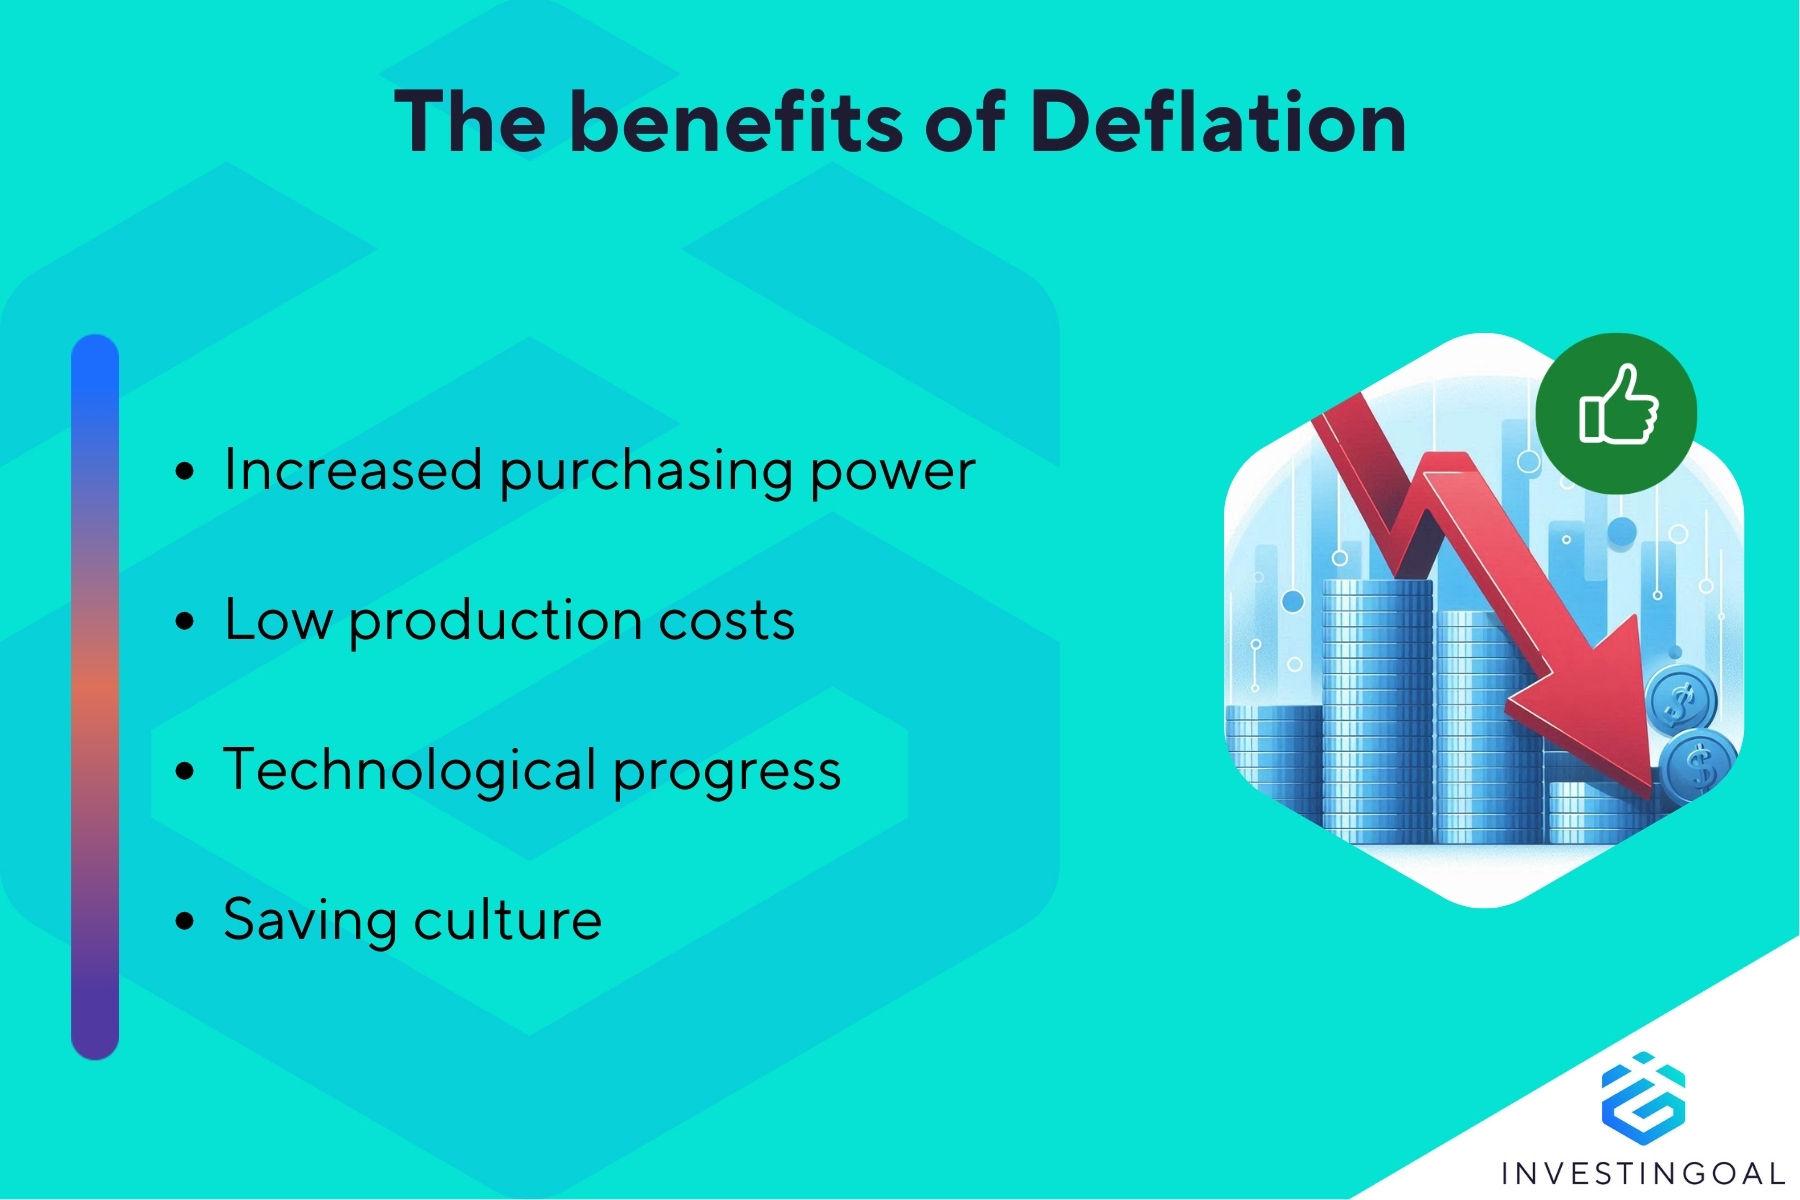 The benefits of Deflation
Increased purchasing power
Low production costs
Technological progress
Saving culture
$
$
INVESTINGOAL